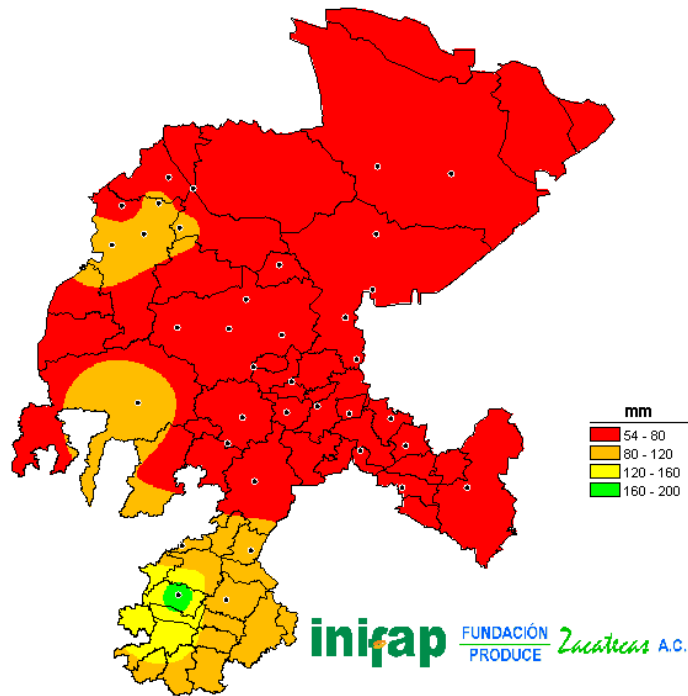 mm
54 - 80
80 - 120
120 - 160
160 - 200
inifap
FUNDACIÓN
PRODUCE
Zacatecas A.C.